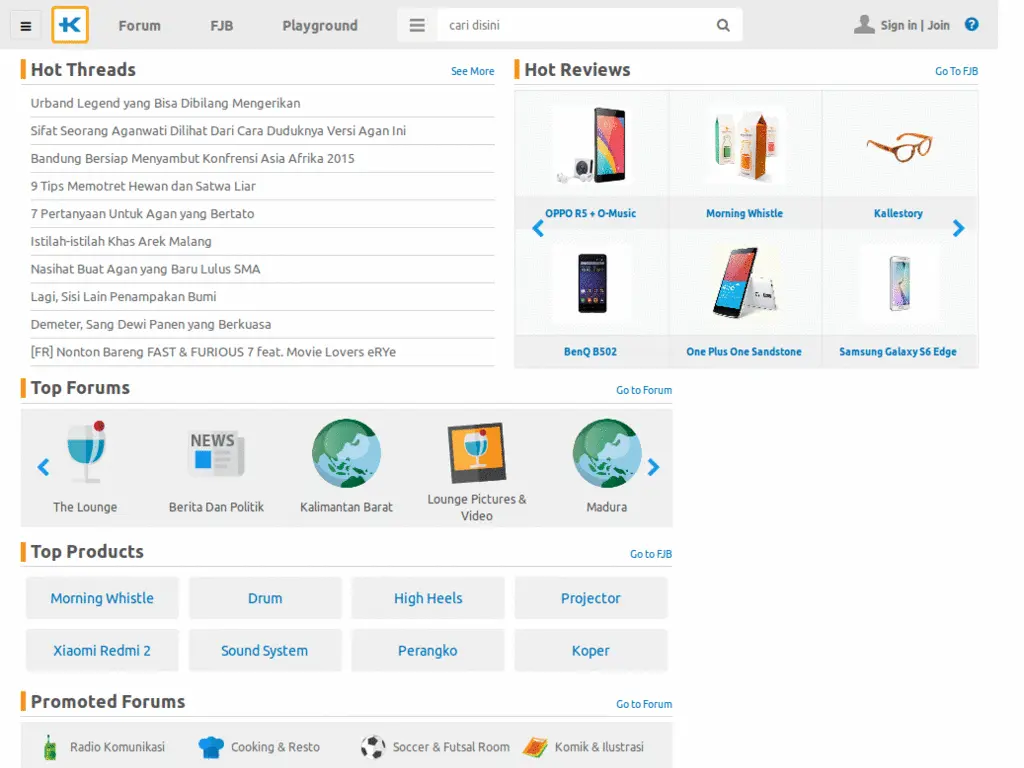 Forum
FJB
Playground
cari disini
Sign in | Join
Hot Threads
See More
Urband Legend yang Bisa Dibilang Mengerikan
Sifat Seorang Aganwati Dilihat Dari Cara Duduknya Versi Agan Ini
Bandung Bersiap Menyambut Konfrensi Asia Afrika 2015
9 Tips Memotret Hewan dan Satwa Liar
7 Pertanyaan Untuk Agan yang Bertato
Istilah-istilah Khas Arek Malang
Nasihat Buat Agan yang Baru Lulus SMA
Lagi, Sisi Lain Penampakan Bumi
Demeter, Sang Dewi Panen yang Berkuasa
[FR] Nonton Bareng FAST & FURIOUS 7 feat. Movie Lovers eRYe
Hot Reviews
Go To FJB
OPPO R5 + O-Music
Morning Whistle
Kallestory
BenQ B502
One Plus One Sandstone
Samsung Galaxy S6 Edge
Top Forums
Go to Forum
NEWS
The Lounge
Berita Dan Politik
Kalimantan Barat
Lounge Pictures &
Video
Madura
Top Products
Go to FJB
Morning Whistle
Drum
High Heels
Projector
Xiaomi Redmi 2
Sound System
Perangko
Koper
Promoted Forums
Go to Forum
Radio Komunikasi
Cooking & Resto
Soccer & Futsal Room
Komik & Ilustrasi